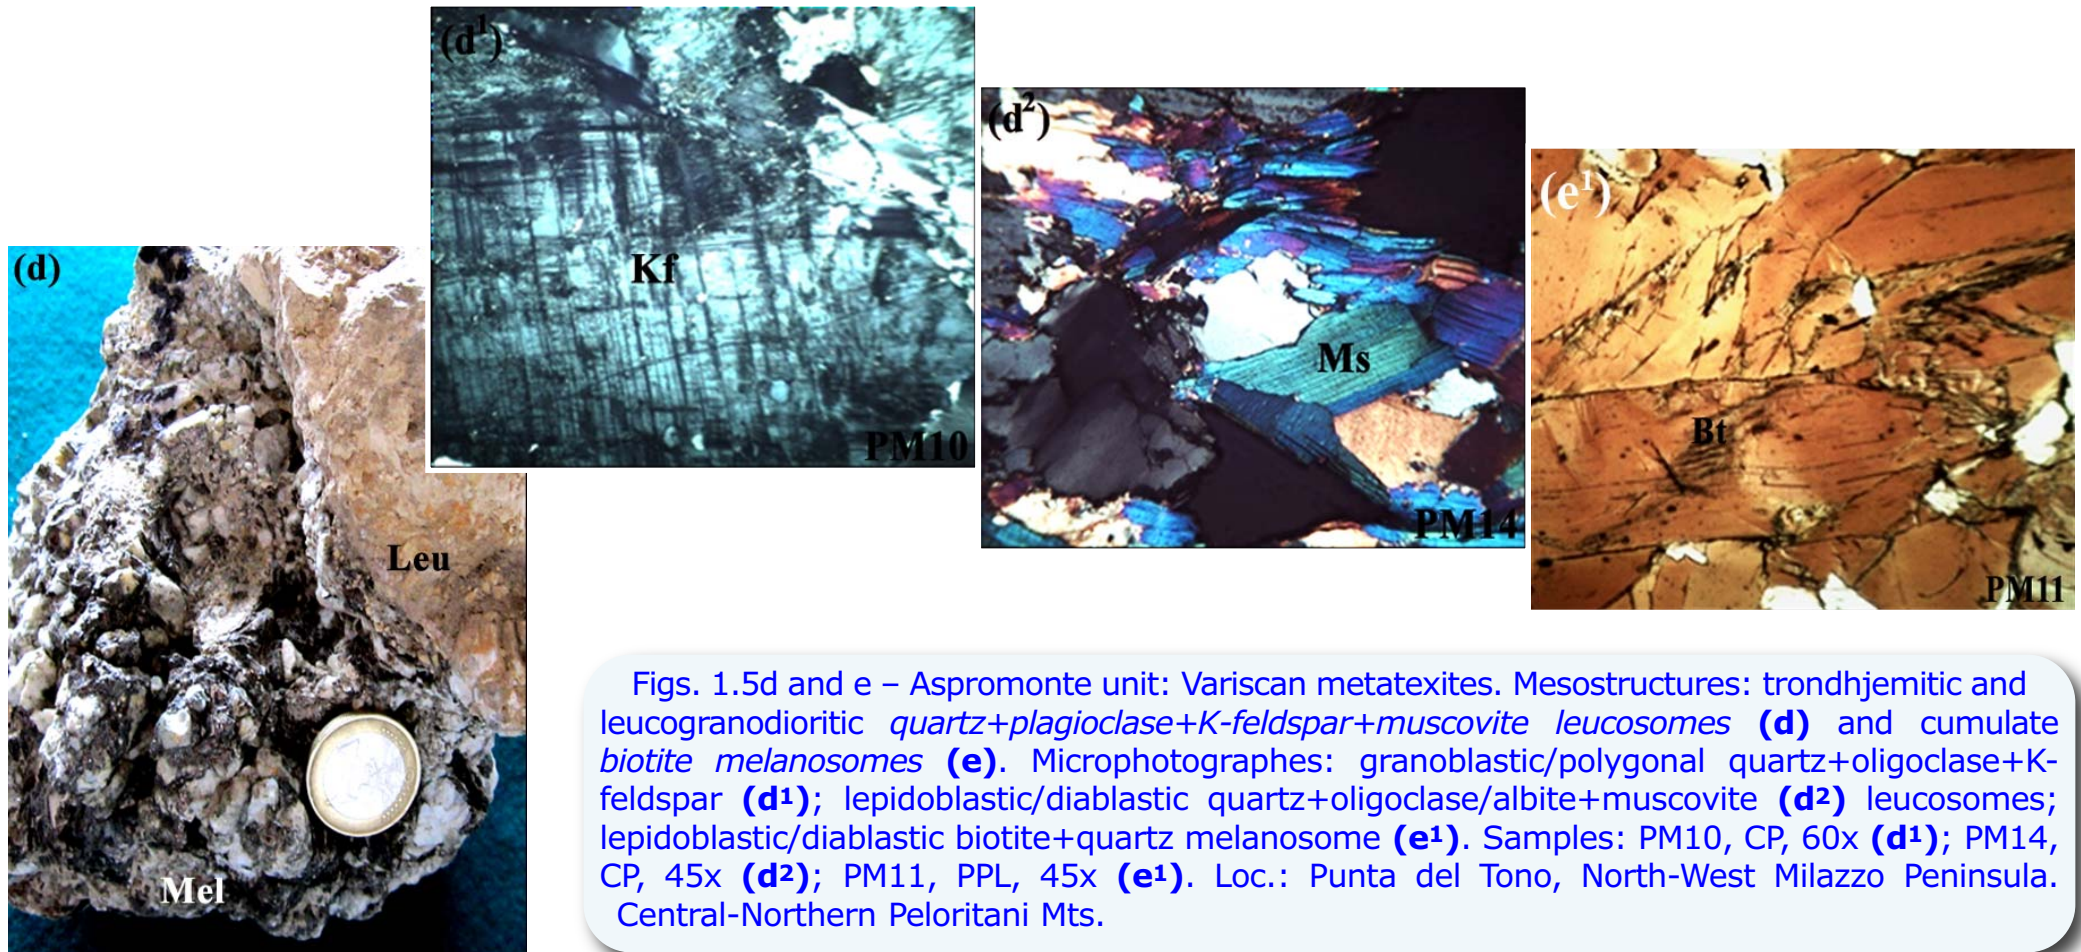 (d¹)
Kf
PM10
(d²)
Ms
PM14
(e¹)
Bt
PM11
(d)
Leu
Mel
Figs. 1.5d and e – Aspromonte unit: Variscan metatexites. Mesostructures: trondhjemitic and
leucogranodioritic quartz+plagioclase+K-feldspar+muscovite leucosomes (d) and cumulate
biotite melanosomes (e). Microphotographes: granoblastic/polygonal quartz+oligoclase+K-
feldspar (d¹); lepidoblastic/diablastic quartz+oligoclase/albite+muscovite (d²) leucosomes;
lepidoblastic/diablastic biotite+quartz melanosome (e¹). Samples: PM10, CP, 60x (d¹); PM14,
CP, 45x (d²); PM11, PPL, 45x (e¹). Loc.: Punta del Tono, North-West Milazzo Peninsula.
Central-Northern Peloritani Mts.